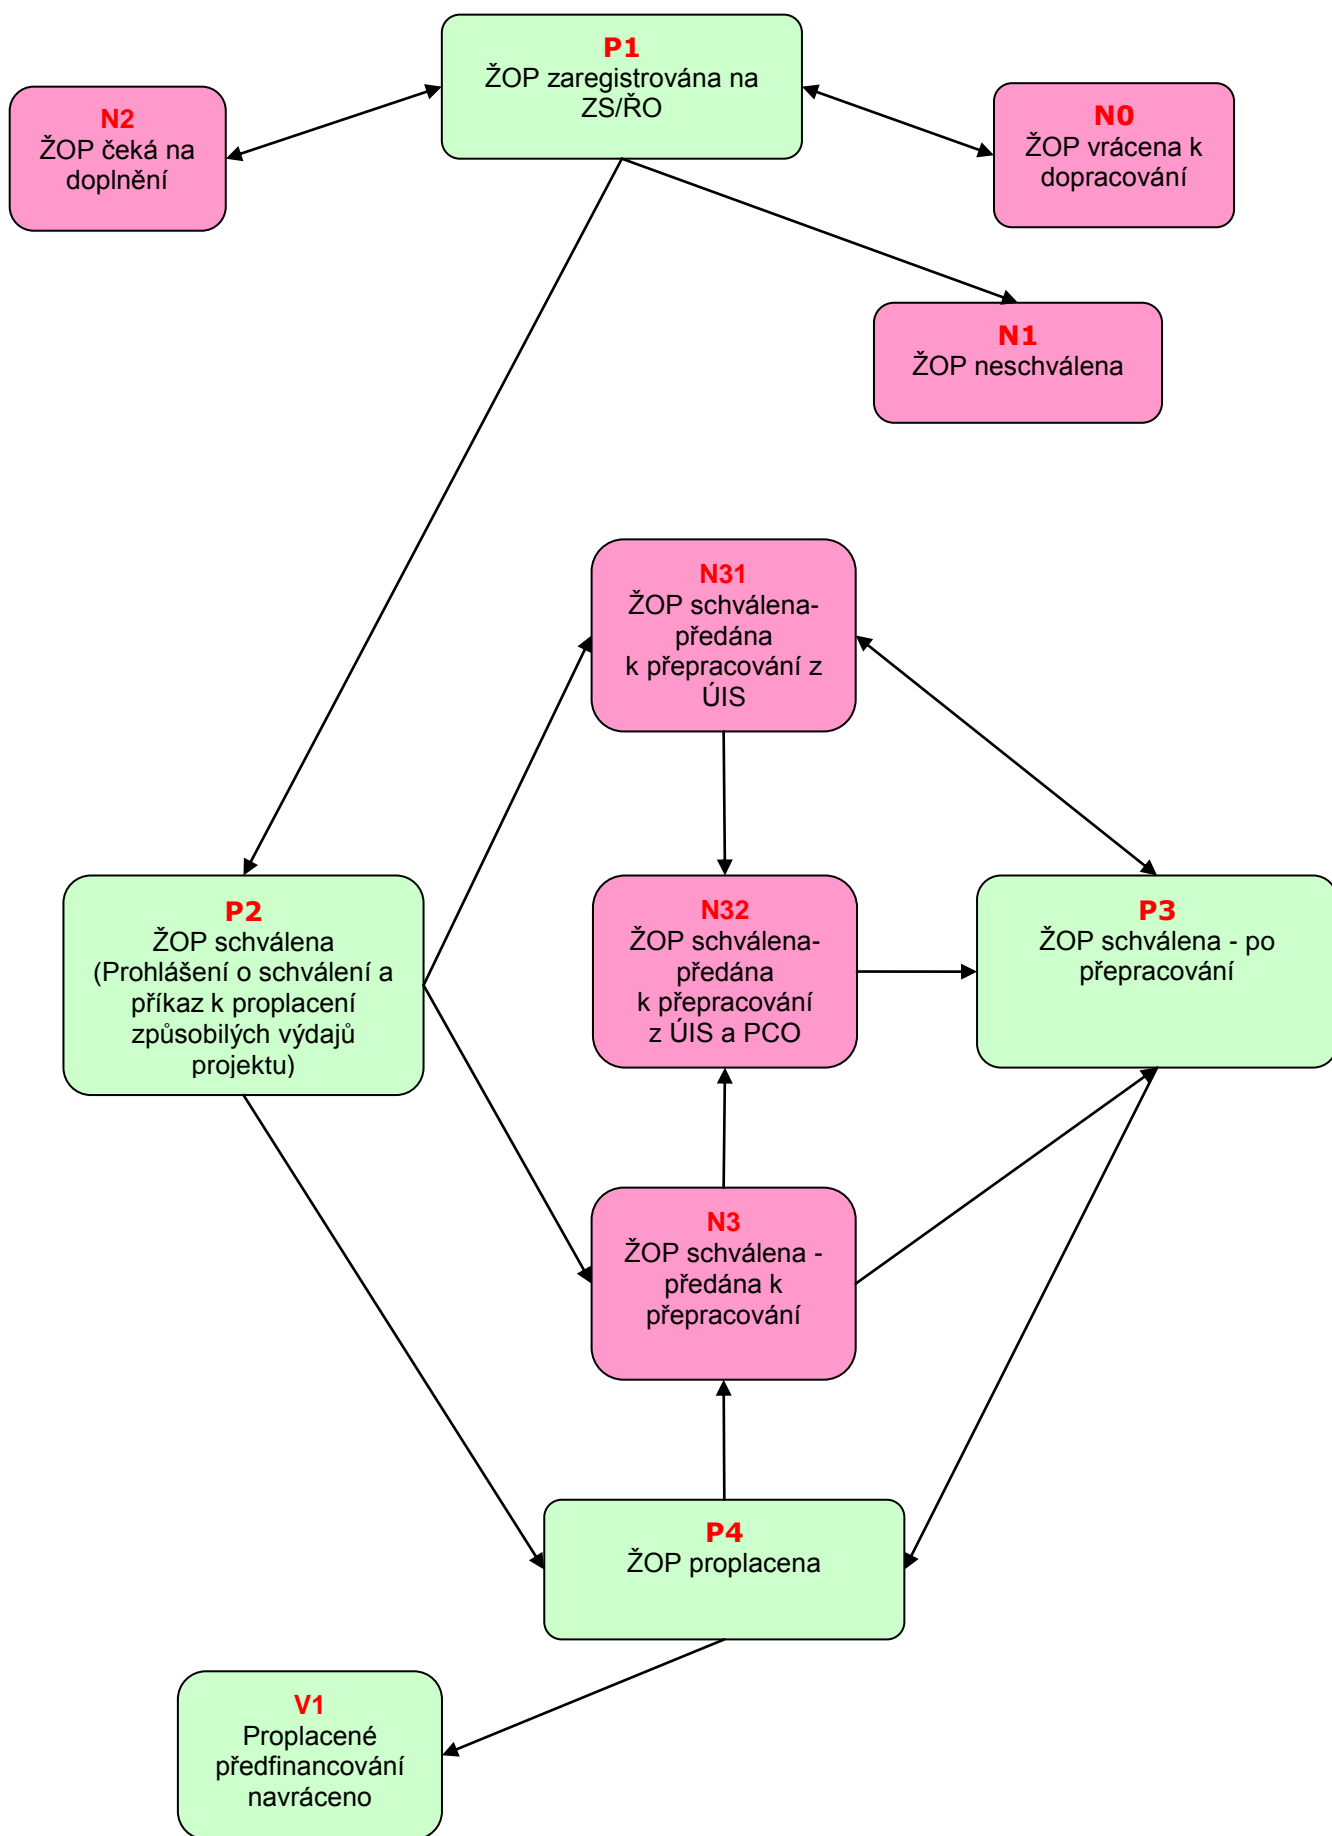 P1
ŽOP zaregistrována na
ZS/ŘO
N2
ŽOP čeká na
doplnění
N0
ŽOP vrácena k
dopracování
N1
ŽOP neschválena
N31
ŽOP schválena-
předána
k přepracování z
ÚIS
P2
ŽOP schválena
(Prohlášení o schválení a
příkaz k proplacení
způsobilých výdajů
projektu)
N32
ŽOP schválena-
předána
k přepracování
z ÚIS a PCO
P3
ŽOP schválena - po
přepracování
N3
ŽOP schválena -
předána k
přepracování
P4
ŽOP proplacena
V1
Proplacené
předfinancování
navráceno